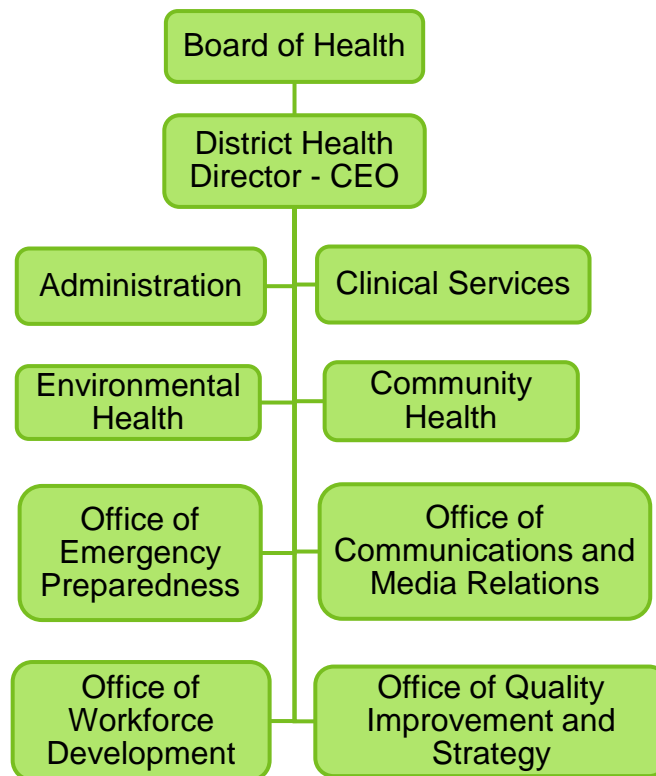 Board of Health
District Health
Director - CEO
Administration
Clinical Services
Environmental
Health
Community
Health
Office of
Emergency
Preparedness
Office of
Communications and
Media Relations
Office of
Workforce
Development
Office of Quality
Improvement and
Strategy